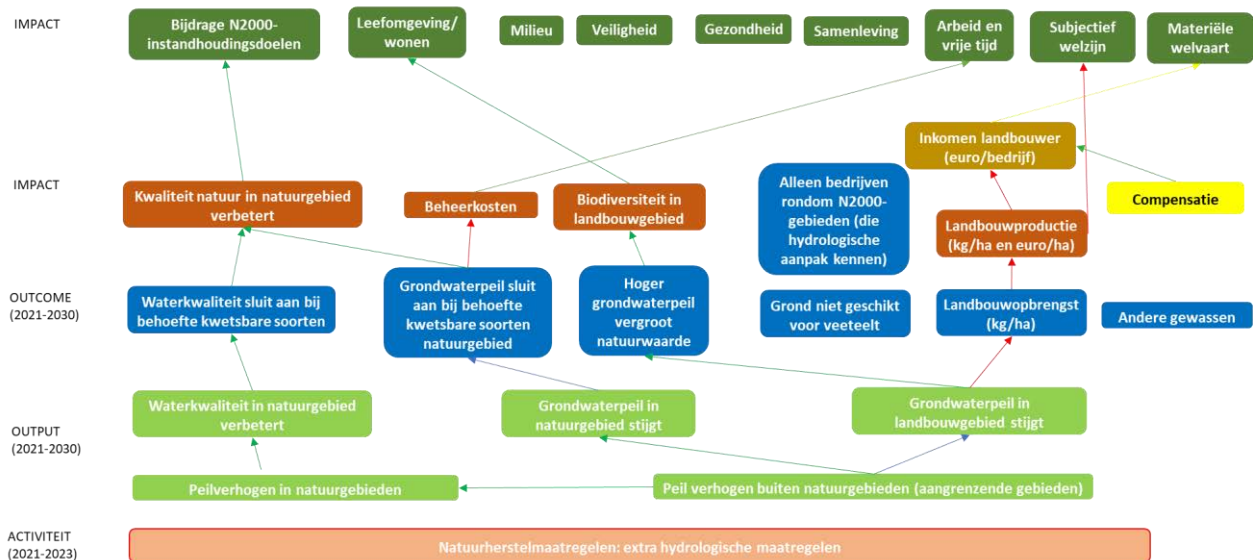 IMPACT
Bijdrage N2000-
instandhoudingsdoelen
Leefomgeving/
wonen
Milieu
Veiligheid
Gezondheid
Samenleving
Arbeid en
vrije tijd
Subjectief
welzijn
Materiële
welvaart
Inkomen landbouwer
(euro/bedrijf)
IMPACT
Kwaliteit natuur in natuurgebied
verbetert
Beheerkosten
Biodiversiteit in
landbouwgebied
Alleen bedrijven
rondom N2000-
gebieden (die
hydrologische
aanpak kennen)
Landbouwproductie
(kg/ha en euro/ha)
Compensatie
OUTCOME
(2021-2030)
Waterkwaliteit sluit aan bij
behoefte kwetsbare soorten
Grondwaterpeil sluit
aan bij behoefte
kwetsbare soorten
natuurgebied
Hoger
grondwaterpeil
vergroot
natuurwaarde
Grond niet geschikt
voor veeteelt
Landbouwopbrengst
(kg/ha)
Andere gewassen
OUTPUT
(2021-2030)
Waterkwaliteit in natuurgebied
verbetert
Grondwaterpeil in
natuurgebied stijgt
Grondwaterpeil in
landbouwgebied stijgt
Peilverhogen in natuurgebieden
Peil verhogen buiten natuurgebieden (aangrenzende gebieden)
ACTIVITEIT
(2021-2023)
Natuurherstelmaatregelen: extra hydrologische maatregelen